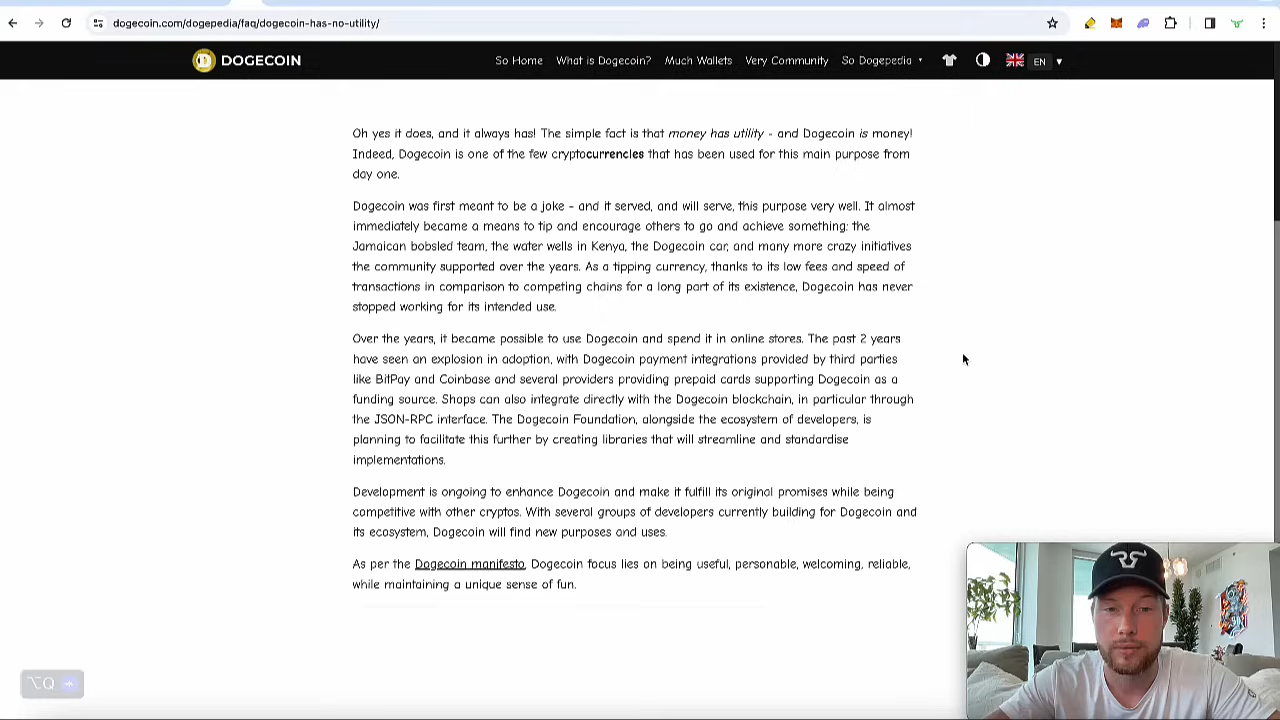 dogecoin.com/dogepedia/faq/dogecoin-has-no-utility/
DOGECOIN
So Home What is Dogecoin? Much Wallets Very Community So Dogepedia EN
Oh yes it does, and it always has! The simple fact is that money has utility - and Dogecoin is money!
Indeed, Dogecoin is one of the few cryptocurrencies that has been used for this main purpose from
day one.
Dogecoin was first meant to be a joke - and it served, and will serve, this purpose very well. It almost
immediately became a means to tip and encourage others to go and achieve something: the
Jamaican bobsled team, the water wells in Kenya, the Dogecoin car, and many more crazy initiatives
the community supported over the years. As a tipping currency, thanks to its low fees and speed of
transactions in comparison to competing chains for a long part of its existence, Dogecoin has never
stopped working for its intended use.
Over the years, it became possible to use Dogecoin and spend it in online stores. The past 2 years
have seen an explosion in adoption, with Dogecoin payment integrations provided by third parties
like BitPay and Coinbase and several providers providing prepaid cards supporting Dogecoin as a
funding source. Shops can also integrate directly with the Dogecoin blockchain, in particular through
the JSON-RPC interface. The Dogecoin Foundation, alongside the ecosystem of developers, is
planning to facilitate this further by creating libraries that will streamline and standardise
implementations.
Development is ongoing to enhance Dogecoin and make it fulfill its original promises while being
competitive with other cryptos. With several groups of developers currently building for Dogecoin and
its ecosystem, Dogecoin will find new purposes and uses.
As per the Dogecoin manifesto, Dogecoin focus lies on being useful, personable, welcoming, reliable,
while maintaining a unique sense of fun.
⌥Q